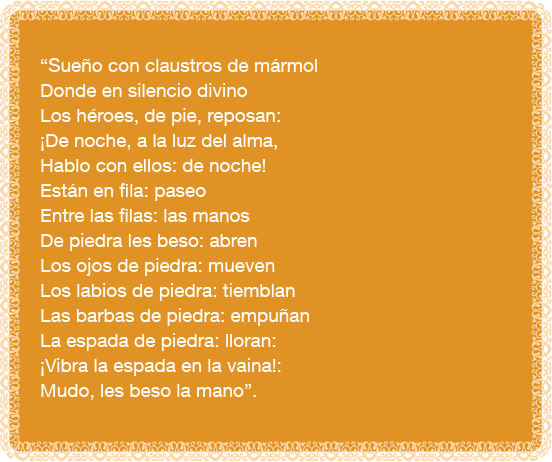 “Sueño con claustros de mármol
Donde en silencio divino
Los héroes, de pie, reposan:
¡De noche, a la luz del alma,
Hablo con ellos: de noche!
Están en fila: paseo
Entre las filas: las manos
De piedra les beso: abren
Los ojos de piedra: mueven
Los labios de piedra: tiemblan
Las barbas de piedra: empuñan
La espada de piedra: lloran:
¡Vibra la espada en la vaina!:
Mudo, les beso la mano”.